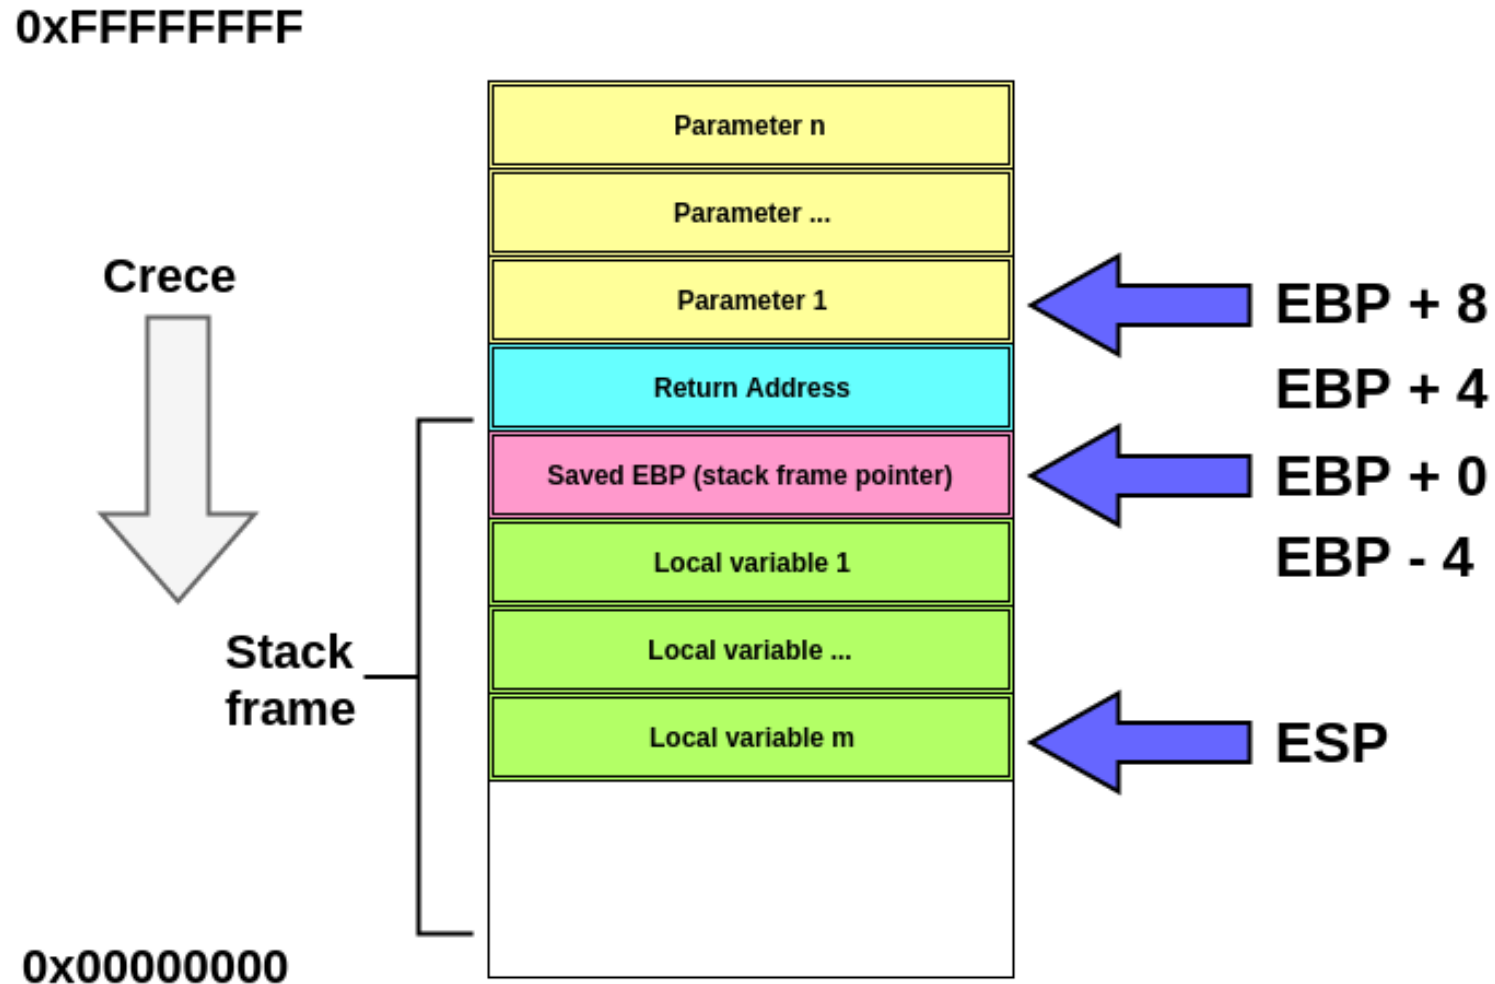 0xFFFFFFFF
Parameter n
Parameter ...
Crece
Parameter 1
EBP + 8
Return Address
EBP + 4
Saved EBP (stack frame pointer)
EBP + 0
Local variable 1
EBP - 4
Stack
frame
Local variable ...
Local variable m
ESP
0x00000000